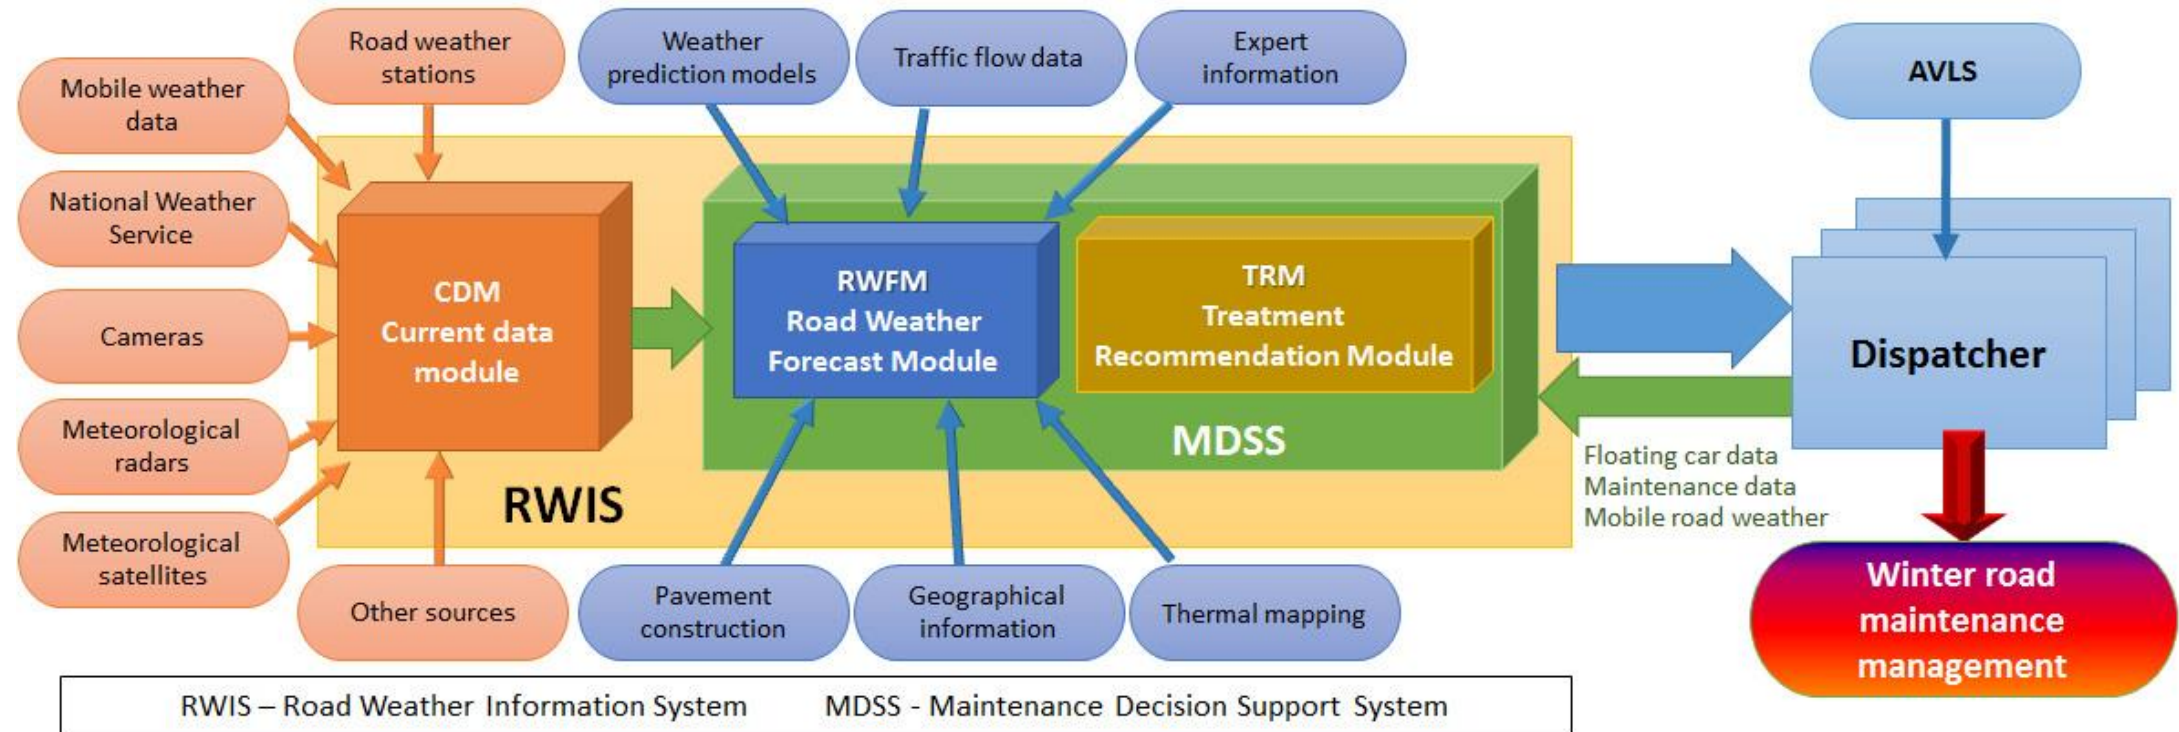 Road weather
stations
Weather
prediction models
Traffic flow data
Expert
information
AVLS
Mobile weather
data
National Weather
Service
Cameras
Meteorological
radars
Meteorological
satellites
Other sources
CDM
Current data
module
RWFM
Road Weather
Forecast Module
TRM
Treatment
Recommendation Module
MDSS
RWIS
Dispatcher
Floating car data
Maintenance data
Mobile road weather
Pavement
construction
Geographical
information
Thermal mapping
Winter road
maintenance
management
RWIS – Road Weather Information System MDSS - Maintenance Decision Support System